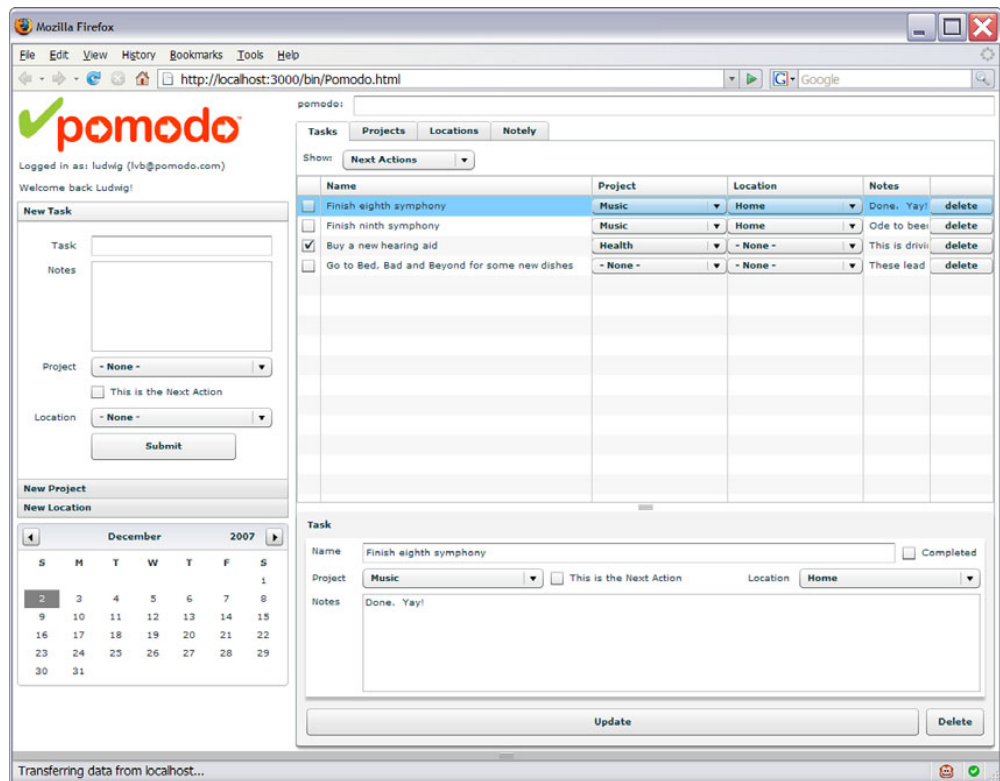 Mozilla Firefox
File Edit View History Bookmarks Tools Help
http://localhost:3000/bin/Pomodo.html
G Google
pomodo
Logged in as: ludwig (lvb@pomodo.com)
Welcome back Ludwig!
New Task
Task
Notes
Project - None -
This is the Next Action
Location - None -
Submit
New Project
New Location
December 2007
S M T W T F S
1
2 3 4 5 6 7 8
9 10 11 12 13 14 15
16 17 18 19 20 21 22
23 24 25 26 27 28 29
30 31
pomodo:
Tasks Projects Locations Notely
Show: Next Actions
Name Project Location Notes
Finish eighth symphony Music Home Done. Yay! delete
Finish ninth symphony Music Home Ode to beer delete
Buy a new hearing aid Health - None - This is drivi delete
Go to Bed, Bad and Beyond for some new dishes - None - - None - These lead delete
Task
Name Finish eighth symphony Completed
Project Music This is the Next Action Location Home
Notes Done. Yay!
Update Delete
Transferring data from localhost...